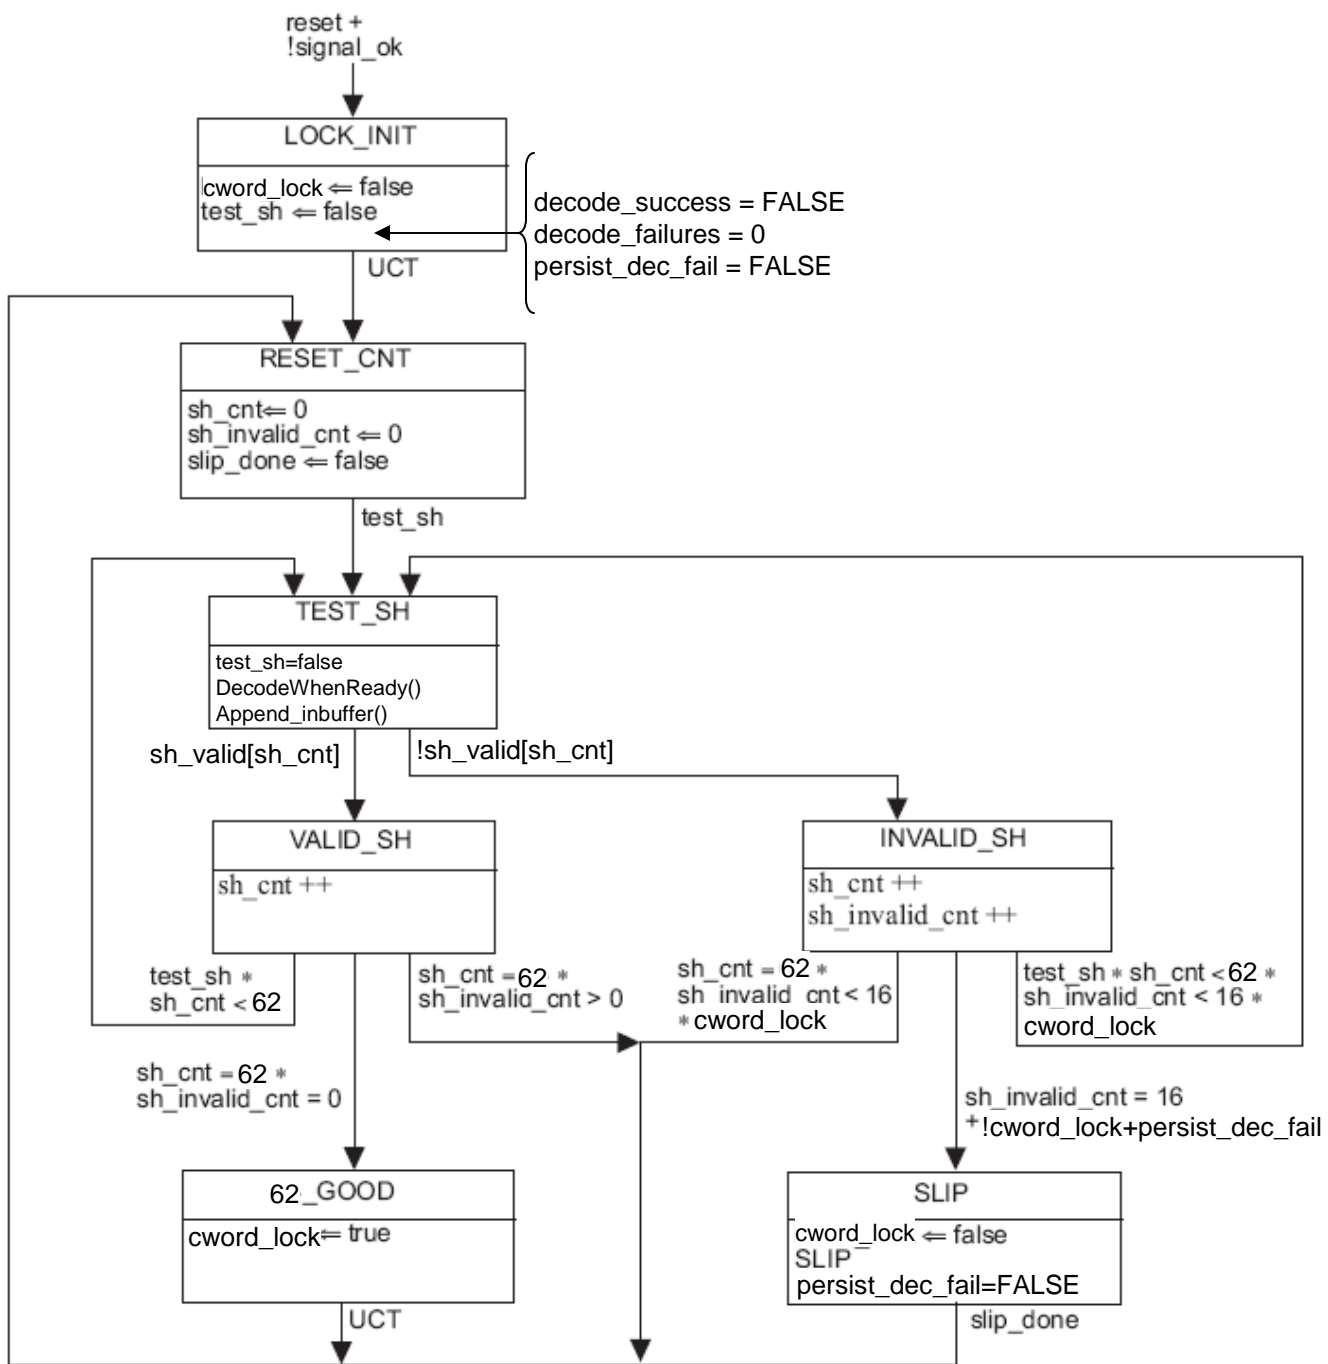 reset +
!signal_ok
LOCK_INIT
cword_lock ⇐ false
test_sh ⇐ false
decode_success = FALSE
decode_failures = 0
persist_dec_fail = FALSE
UCT
RESET_CNT
sh_cnt⇐ 0
sh_invalid_cnt ⇐ 0
slip_done ⇐ false
test_sh
TEST_SH
test_sh=false
DecodeWhenReady()
Append_inbuffer()
sh_valid[sh_cnt]
!sh_valid[sh_cnt]
VALID_SH
sh_cnt ++
INVALID_SH
sh_cnt ++
sh_invalid_cnt ++
test_sh *
sh_cnt < 62
sh_cnt = 62 *
sh_invalid_cnt > 0
sh_cnt = 62 *
sh_invalid_cnt < 16
* cword_lock
test_sh * sh_cnt < 62 *
sh_invalid_cnt < 16 *
cword_lock
sh_cnt = 62 *
sh_invalid_cnt = 0
sh_invalid_cnt = 16
+ !cword_lock+persist_dec_fail
62_GOOD
cword_lock⇐ true
SLIP
cword_lock ⇐ false
SLIP
persist_dec_fail=FALSE
UCT
slip_done